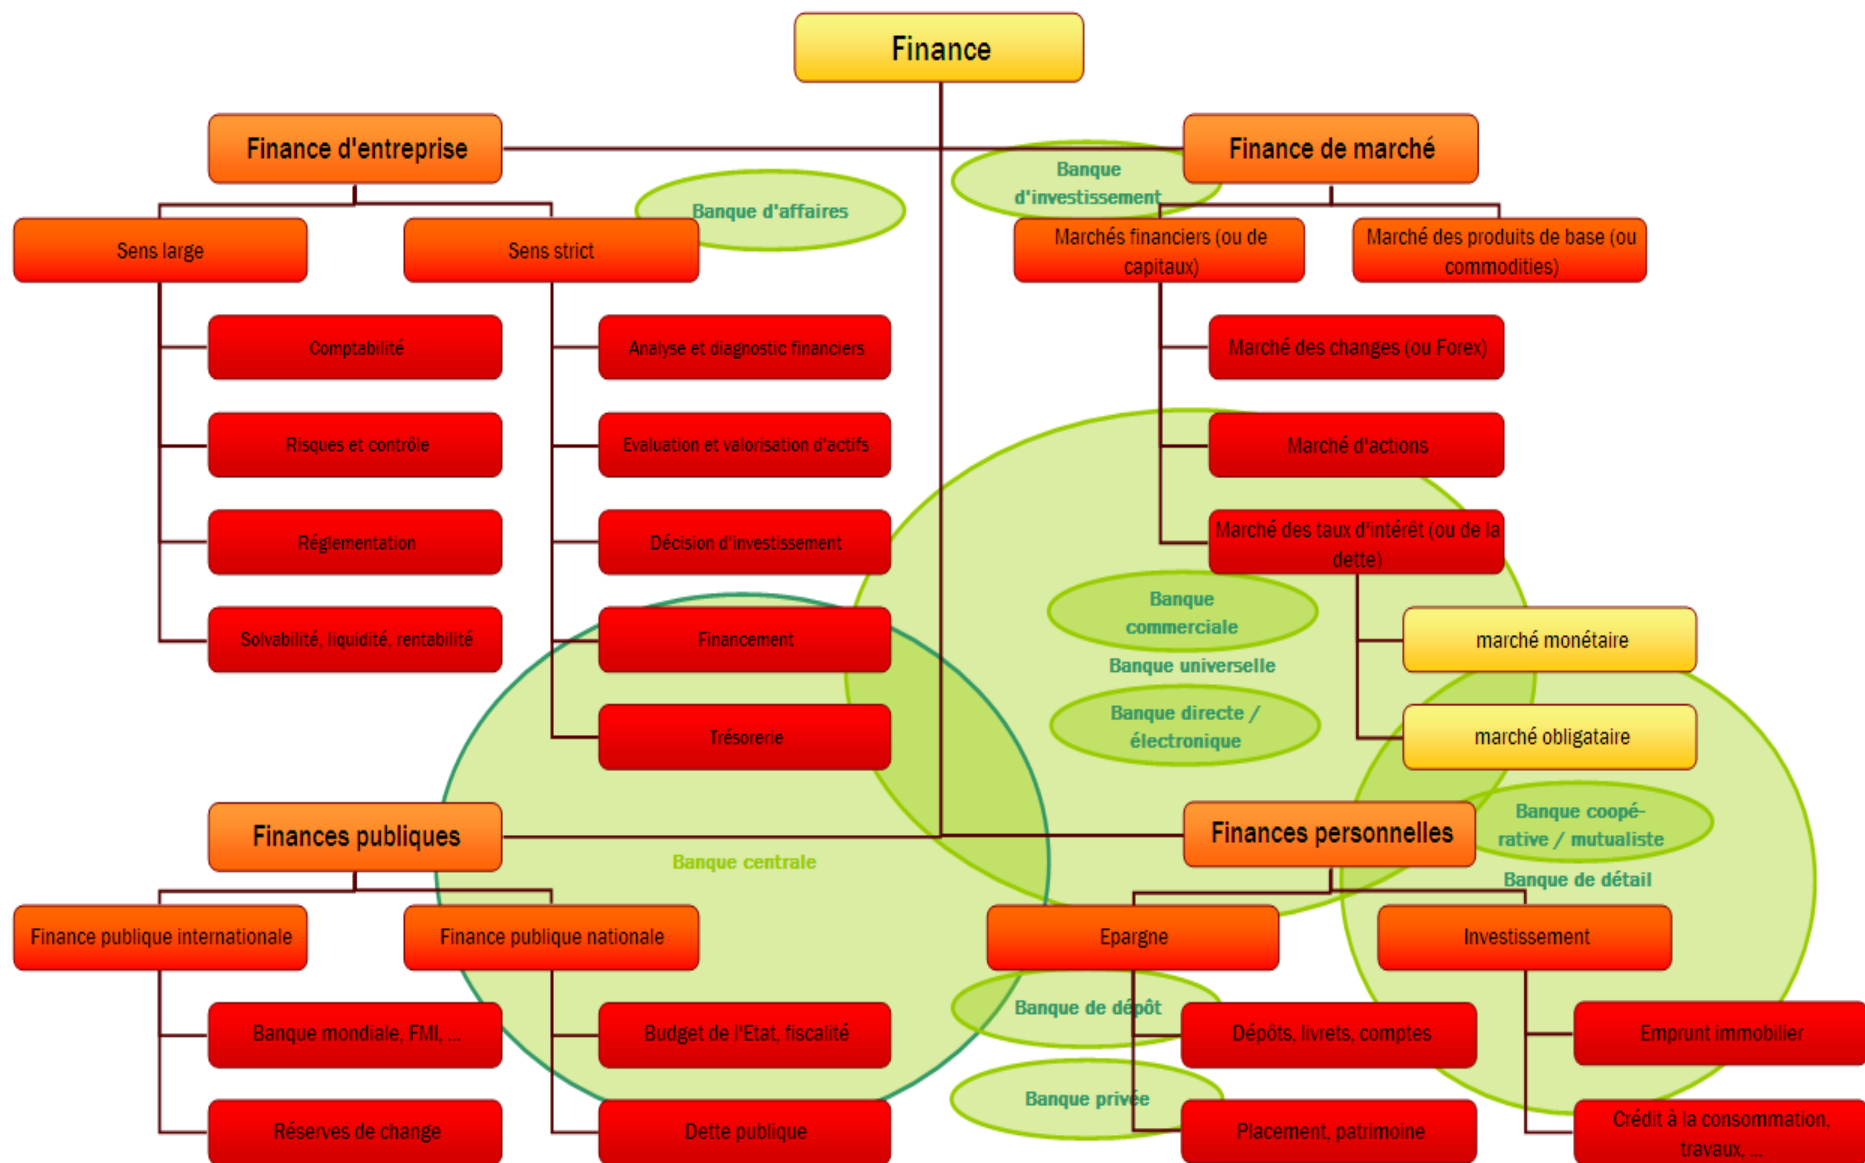 Finance
Finance d'entreprise
Finance de marché
Banque
d'investissement
Banque d'affaires
Sens large
Sens strict
Marchés financiers (ou de
capitaux)
Marché des produits de base (ou
commodities)
Comptabilité
Analyse et diagnostic financiers
Marché des changes (ou Forex)
Risques et contrôle
Evaluation et valorisation d'actifs
Marché d'actions
Réglementation
Décision d'investissement
Marché des taux d'intérêt (ou de la
dette)
Banque
commerciale
Solvabilité, liquidité, rentabilité
Financement
marché monétaire
Banque universelle
Banque directe /
électronique
Trésorerie
marché obligataire
Finances publiques
Finances personnelles
Banque coopé-
rative / mutualiste
Banque centrale
Banque de détail
Finance publique internationale
Finance publique nationale
Epargne
Investissement
Banque de dépôt
Banque mondiale, FMI, ...
Budget de l'Etat, fiscalité
Dépôts, livrets, comptes
Emprunt immobilier
Banque privée
Réserves de change
Dette publique
Placement, patrimoine
Crédit à la consommation,
travaux, ...